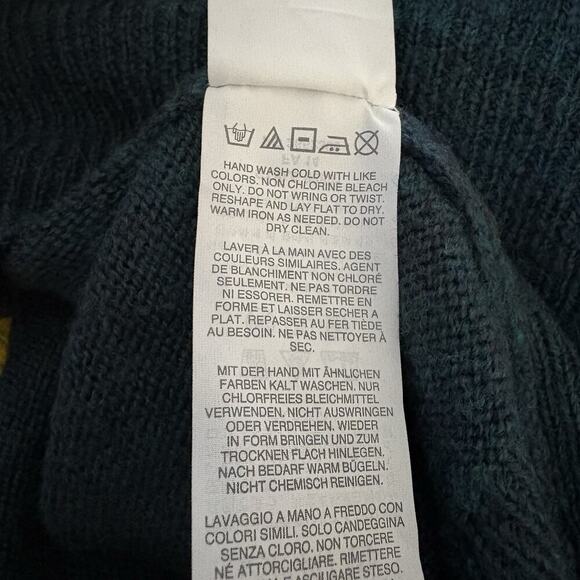 HAND WASH COLD WITH LIKE
COLORS. NON CHLORINE BLEACH
ONLY. DO NOT WRING OR TWIST.
RESHAPE AND LAY FLAT TO DRY.
WARM IRON AS NEEDED. DO NOT
DRY CLEAN.
LAVER À LA MAIN AVEC DES
COULEURS SIMILAIRES. AGENT
DE BLANCHIMENT NON CHLORÉ
SEULEMENT. NE PAS TORDRE
NI ESSORER. REMETTRE EN
FORME ET LAISSER SECHER A
PLAT. REPASSER AU FER TIÈDE
AU BESOIN. NE PAS NETTOYER À
SEC.
MIT DER HAND MIT ÄHNLICHEN
FARBEN KALT WASCHEN. NUR
CHLORFREIES BLEICHMITTEL
VERWENDEN. NICHT AUSWRINGEN
ODER VERDREHEN. WIEDER
IN FORM BRINGEN UND ZUM
TROCKNEN FLACH HINLEGEN.
NACH BEDARF WARM BÜGELN.
NICHT CHEMISCH REINIGEN.
LAVAGGIO A MANO A FREDDO CON
COLORI SIMILI. SOLO CANDEGGINA
SENZA CLORO. NON TORCERE
NÉ ATTORCIGLIARE. RIMETTERE
ASCIUGARE STESO.